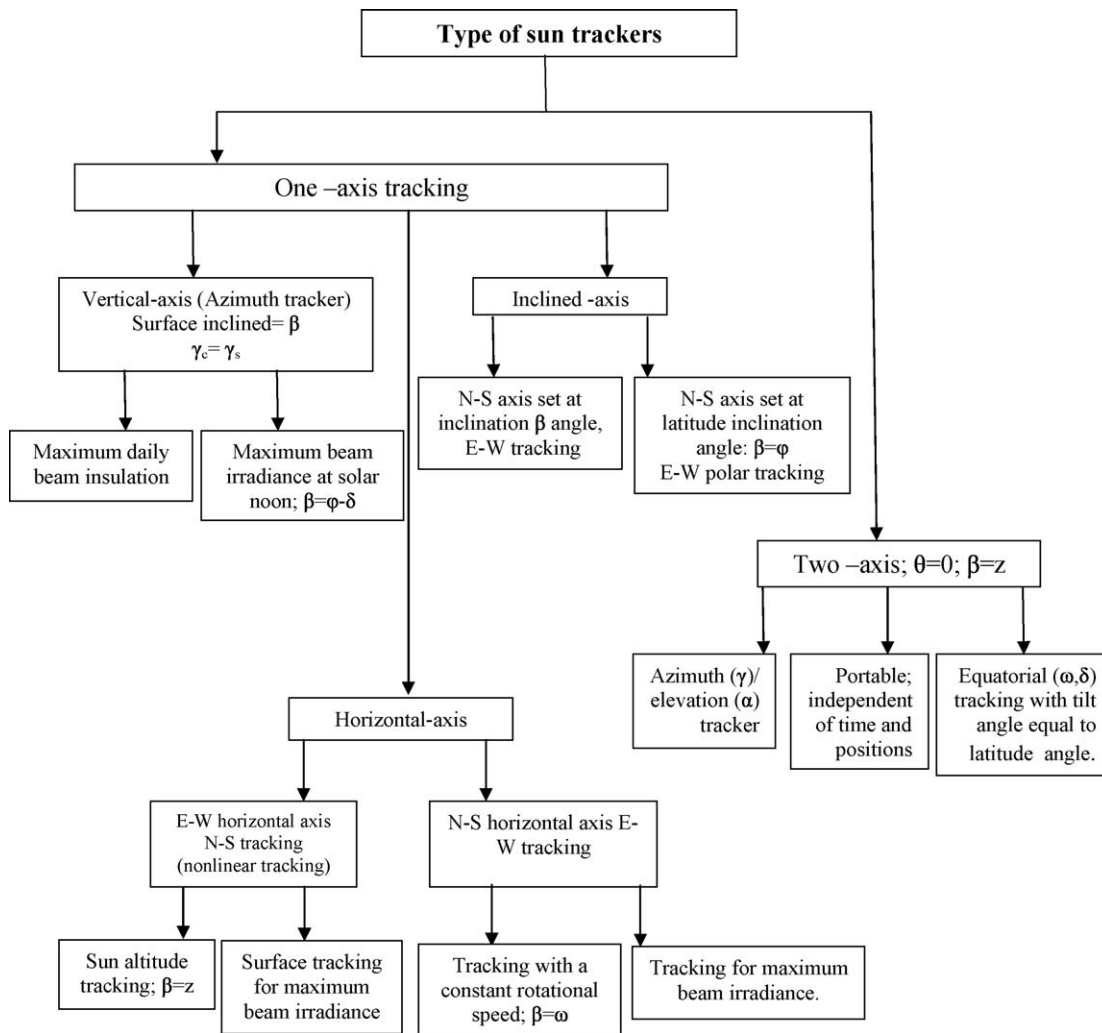 Type of sun trackers
One –axis tracking
Vertical-axis (Azimuth tracker)
Surface inclined= β
γc= γs
Inclined -axis
Maximum daily
beam insulation
Maximum beam
irradiance at solar
noon; β=φ-δ
N-S axis set at
inclination β angle,
E-W tracking
N-S axis set at
latitude inclination
angle: β=φ
E-W polar tracking
Two –axis; θ=0; β=z
Azimuth (γ)/
elevation (α)
tracker
Portable;
independent
of time and
positions
Equatorial (ω,δ)
tracking with tilt
angle equal to
latitude angle.
Horizontal-axis
E-W horizontal axis
N-S tracking
(nonlinear tracking)
N-S horizontal axis E-
W tracking
Sun altitude
tracking; β=z
Surface tracking
for maximum
beam irradiance
Tracking with a
constant rotational
speed; β=ω
Tracking for maximum
beam irradiance.